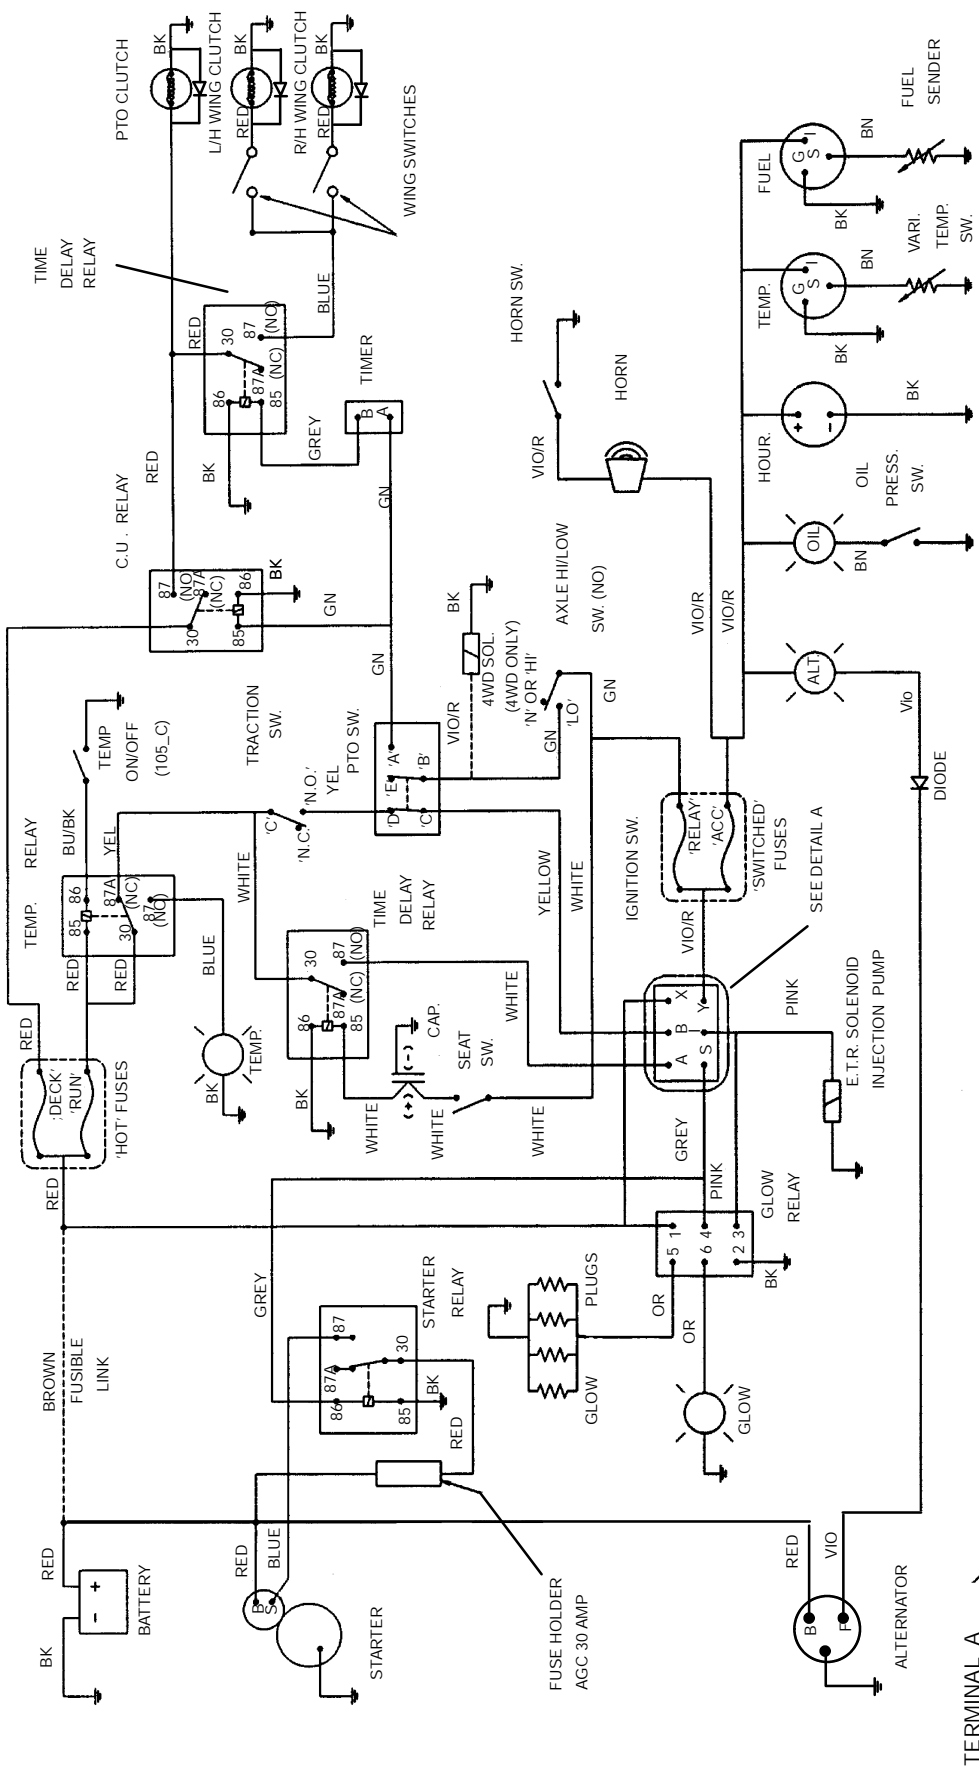 PTO CLUTCH
BK
L/H WING CLUTCH
RED
BK
R/H WING CLUTCH
RED
BK
WING SWITCHES
TIME
DELAY
RELAY
RED
30
87
(NO)
86
87A
(NC)
85
BLUE
TIMER
B
A
GREY
BK
GN
C.U . RELAY
RED
87
(NO)
87A
(NC)
30
86
85
BK
GN
GN
TEMP
ON/OFF
(105_C)
TEMP.
RELAY
BU/BK
YEL
85
86
87A
(NC)
30
87
(NO)
RED
RED
BLUE
TEMP.
BK
RED
;DECK'
'RUN'
'HOT' FUSES
RED
TRACTION
SW.
'C'
'N.O.'
'N.C.'
YEL
PTO SW.
'A'
'E'
'B'
'D'
'C'
WHITE
TIME
DELAY
RELAY
30
87
(NO)
87A
(NC)
86
85
BK
WHITE
(+)
(-)
CAP.
WHITE
SEAT
SW.
WHITE
WHITE
YELLOW
WHITE
VIO/R
BK
4WD SOL.
(4WD ONLY)
'N' OR 'HI'
'LO'
GN
GN
AXLE HI/LOW
SW. (NO)
HORN SW.
HORN
VIO/R
VIO/R
VIO/R
FUEL
G
S
I
BN
BK
FUEL
SENDER
TEMP.
G
S
I
BN
BK
VARI.
TEMP.
SW.
HOUR.
+
-
BK
OIL
BN
OIL
PRESS.
SW.
ALT.
Vio
DIODE
IGNITION SW.
'RELAY'
'ACC'
'SWITCHED'
FUSES
VIO/R
SEE DETAIL A
A
B
X
S
I
Y
PINK
E.T.R. SOLENOID
INJECTION PUMP
GREY
PINK
GLOW
RELAY
5
1
6
4
2
3
BK
OR
OR
GLOW
GLOW
PLUGS
GREY
STARTER
RELAY
87A
87
86
30
85
BK
RED
BROWN
FUSIBLE
LINK
RED
BK
-
+
BATTERY
RED
BLUE
B
S
STARTER
FUSE HOLDER
AGC 30 AMP
RED
VIO
B
F
ALTERNATOR
TERMINAL A